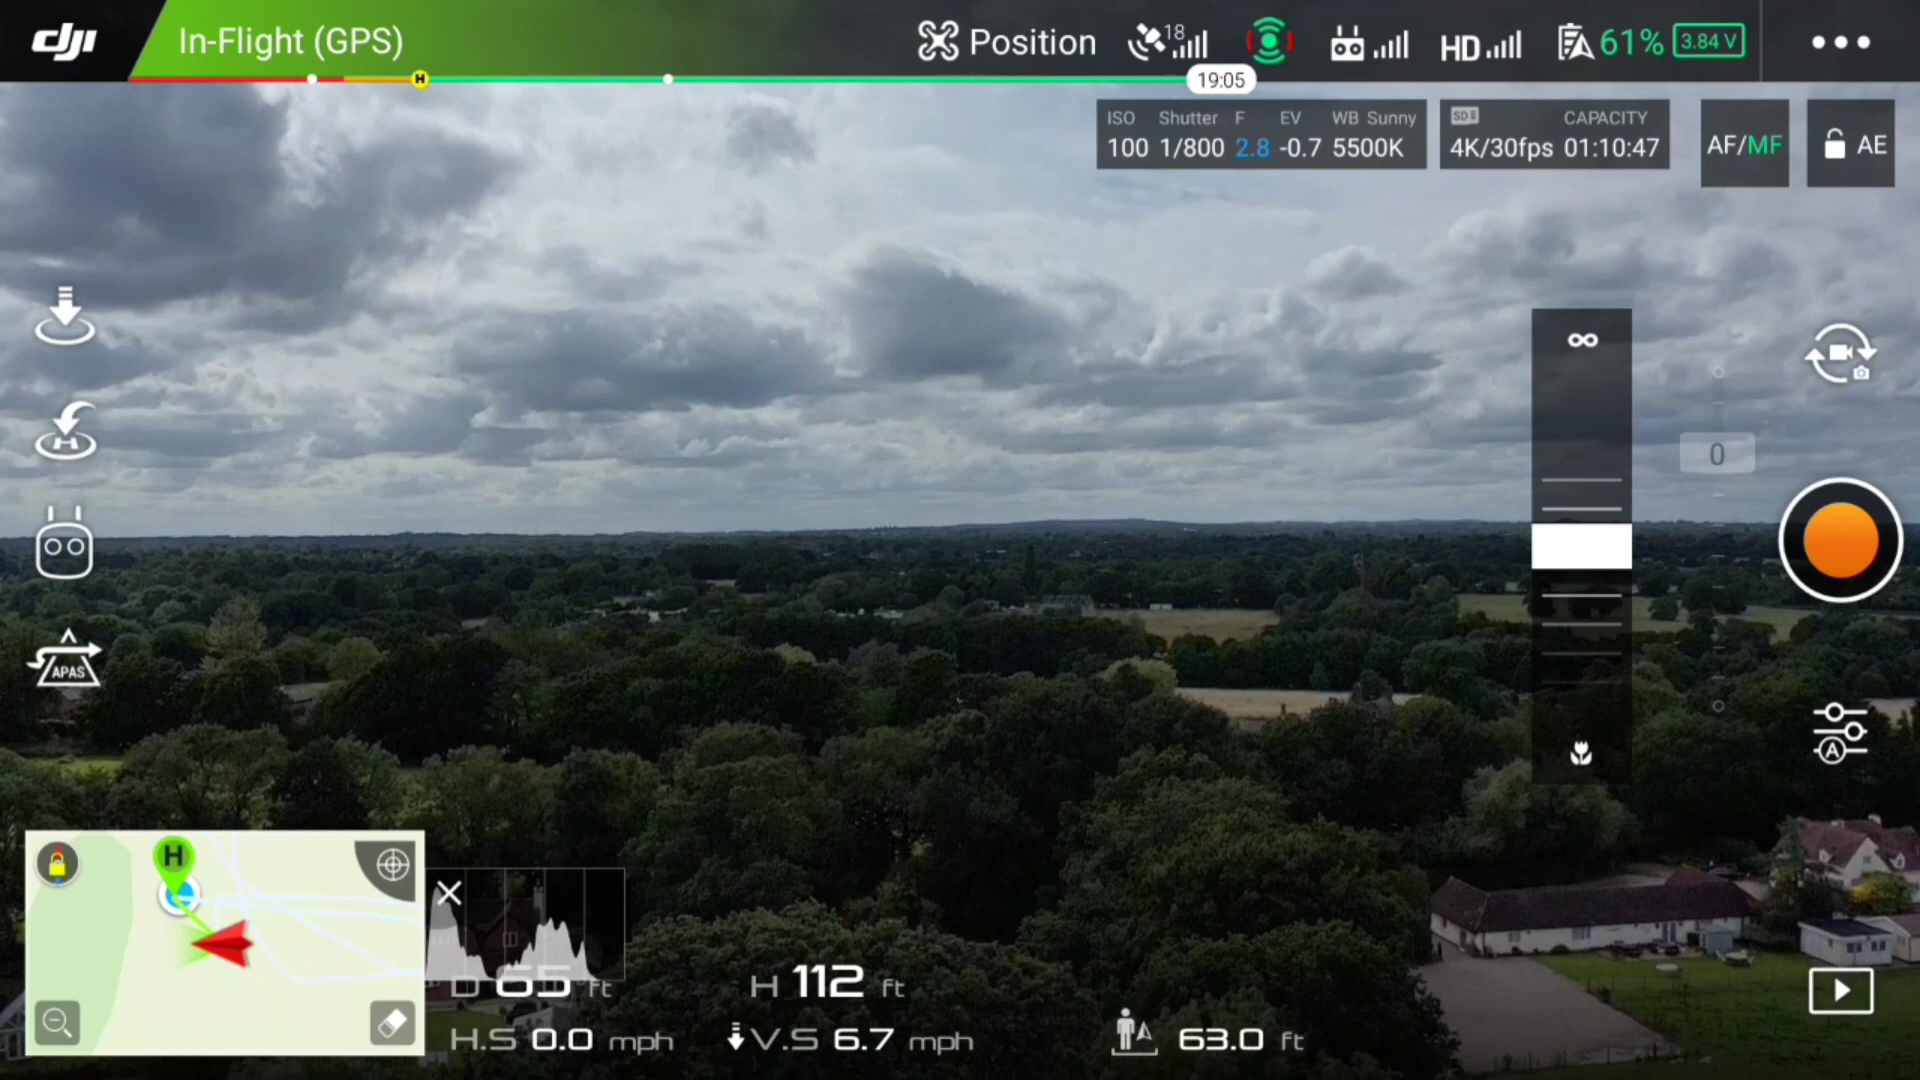 dji In-Flight (GPS) Position 18 HD 61% 3.84 V
H 19:05
ISO Shutter F EV WB Sunny SD CAPACITY
100 1/800 2.8 -0.7 5500K 4K/30fps 01:10:47 AF/MF AE
0
APAS
A
H
D 65 ft H 112 ft
H.S 0.0 mph V.S 6.7 mph 63.0 ft